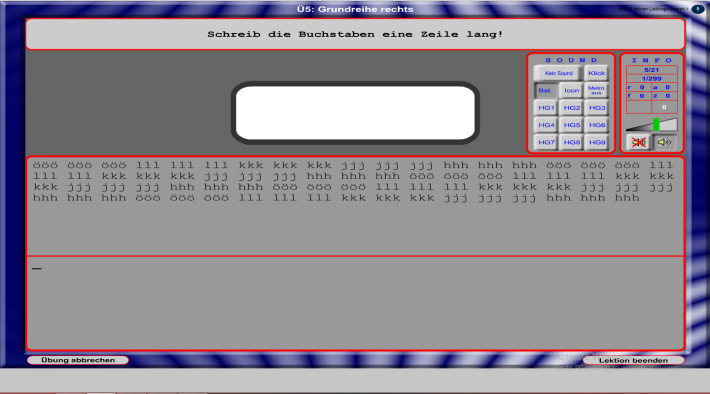 Ü5: Grundreihe rechts
Schreib die Buchstaben eine Zeile lang!
SOUND
Kein Sound Klick
Bst. Icon Metro aus
HG1 HG2 HG3
HG4 HG5 HG6
HG7 HG8 HG9
INFO
5/21
1/299
r 0 a 0
f 0 z 0
0
ööö ööö ööö lll lll lll kkk kkk kkk jjj jjj jjj hhh hhh hhh ööö ööö ööö lll
lll lll kkk kkk kkk jjj jjj jjj hhh hhh hhh ööö ööö ööö lll lll lll kkk kkk
kkk jjj jjj jjj hhh hhh hhh ööö ööö ööö lll lll lll kkk kkk kkk jjj jjj jjj
hhh hhh hhh ööö ööö ööö lll lll lll kkk kkk kkk jjj jjj jjj hhh hhh hhh
Übung abbrechen
Lektion beenden